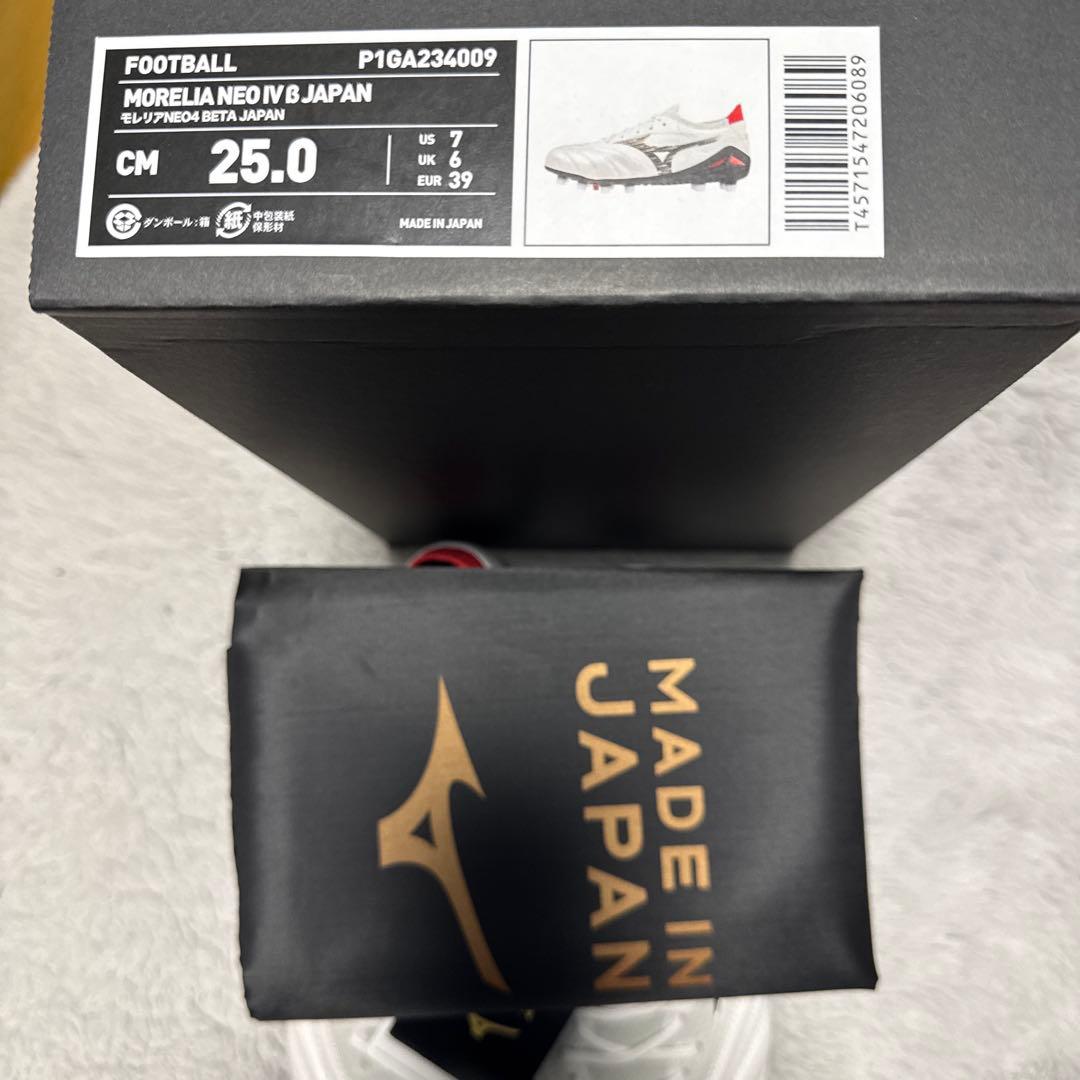 FOOTBALL P1GA234009
MORELIA NEO IV β JAPAN
モレリアNEO4 BETA JAPAN
CM 25.0
US 7
UK 6
EUR 39
ダンボール:箱
紙
中包装紙
保形材
MADE IN JAPAN
T4571547206089
MADE IN
JAPAN